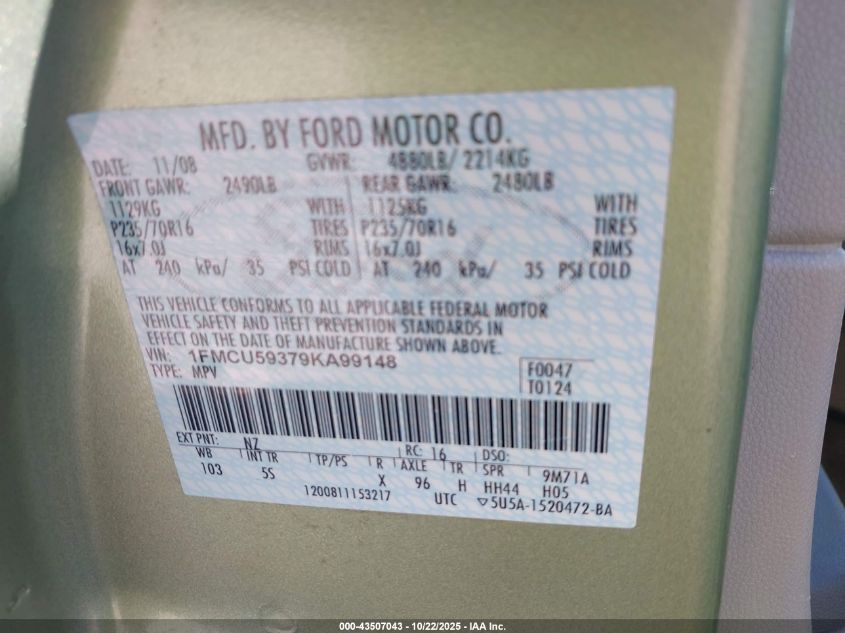 MFD. BY FORD MOTOR CO.
DATE: 11/08 GVWR: 4880LB/ 2214KG
FRONT GAWR: 2490LB REAR GAWR: 2480LB
1129KG WITH 1125KG WITH
P235/70R16 TIRES P235/70R16 TIRES
16x7.0J RIMS 16x7.0J RIMS
AT 240 kPa/ 35 PSI COLD AT 240 kPa/ 35 PSI COLD
THIS VEHICLE CONFORMS TO ALL APPLICABLE FEDERAL MOTOR
VEHICLE SAFETY AND THEFT PREVENTION STANDARDS IN
EFFECT ON THE DATE OF MANUFACTURE SHOWN ABOVE.
VIN: 1FMCU59379KA99148
TYPE: MPV
F0047
T0124
EXT PNT: NZ RC: 16 DSO:
WB INT TR TP/PS R AXLE TR SPR 9M71A
103 5S X 96 H HH44 H05
1200811153217 UTC ▽5U5A-1520472-BA
000-43507043 - 10/22/2025 - IAA Inc.